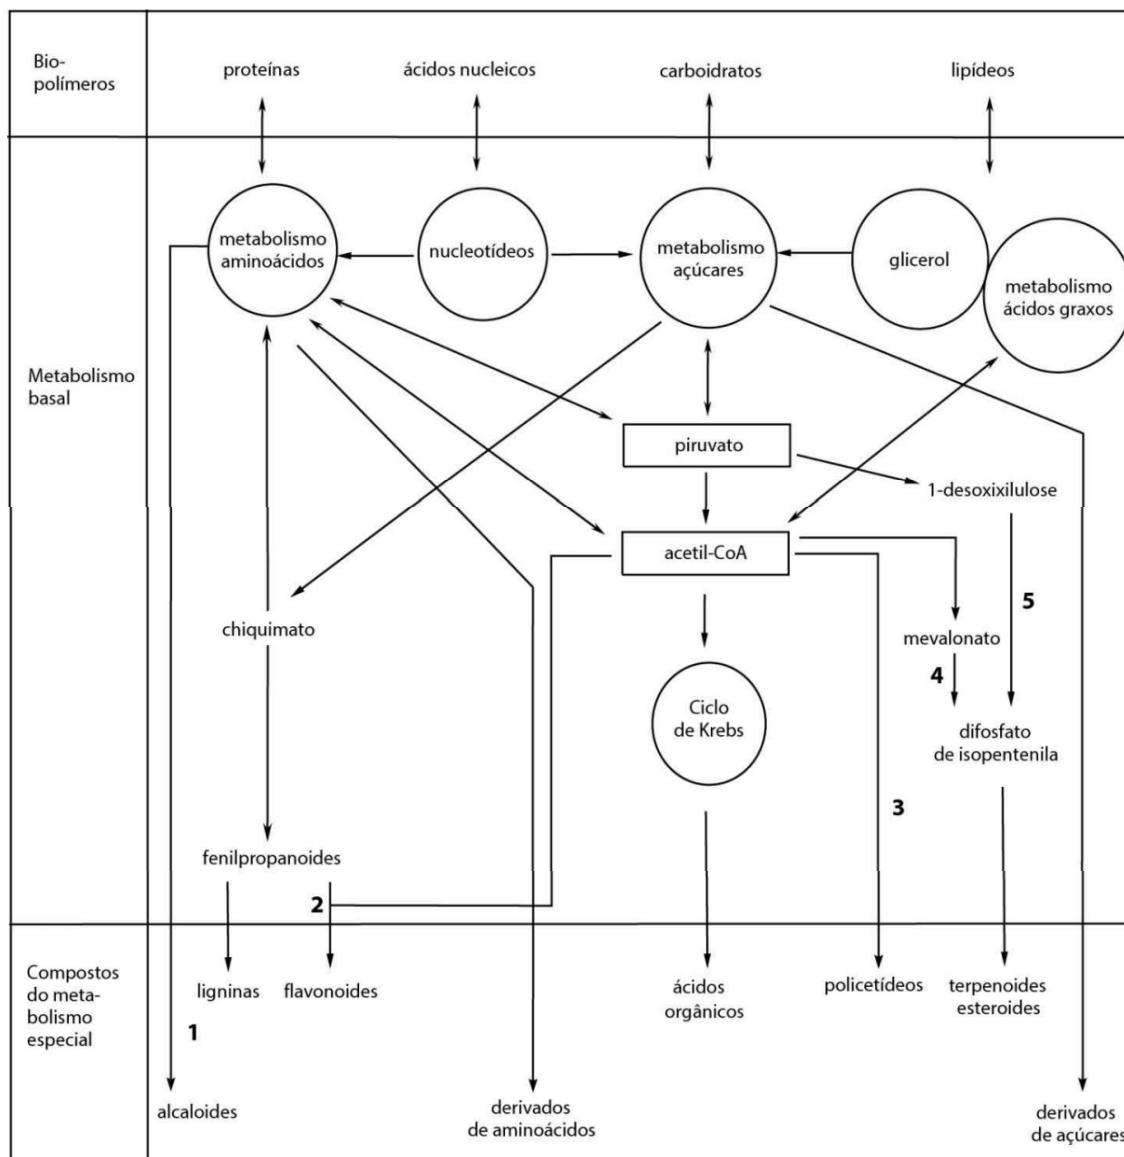 Bio-
polímeros
proteínas
ácidos nucleicos
carboidratos
lipídeos
Metabolismo
basal
metabolismo
aminoácidos
nucleotídeos
metabolismo
açúcares
glicerol
metabolismo
ácidos graxos
piruvato
1-desoxixilulose
acetil-CoA
5
chiquimato
mevalonato
4
Ciclo
de Krebs
difosfato
de isopentenila
3
fenilpropanoides
2
Compostos
do meta-
bolismo
especial
ligninas
flavonoides
ácidos
orgânicos
policetídeos
terpenoides
esteroides
1
alcaloides
derivados
de aminoácidos
derivados
de açúcares